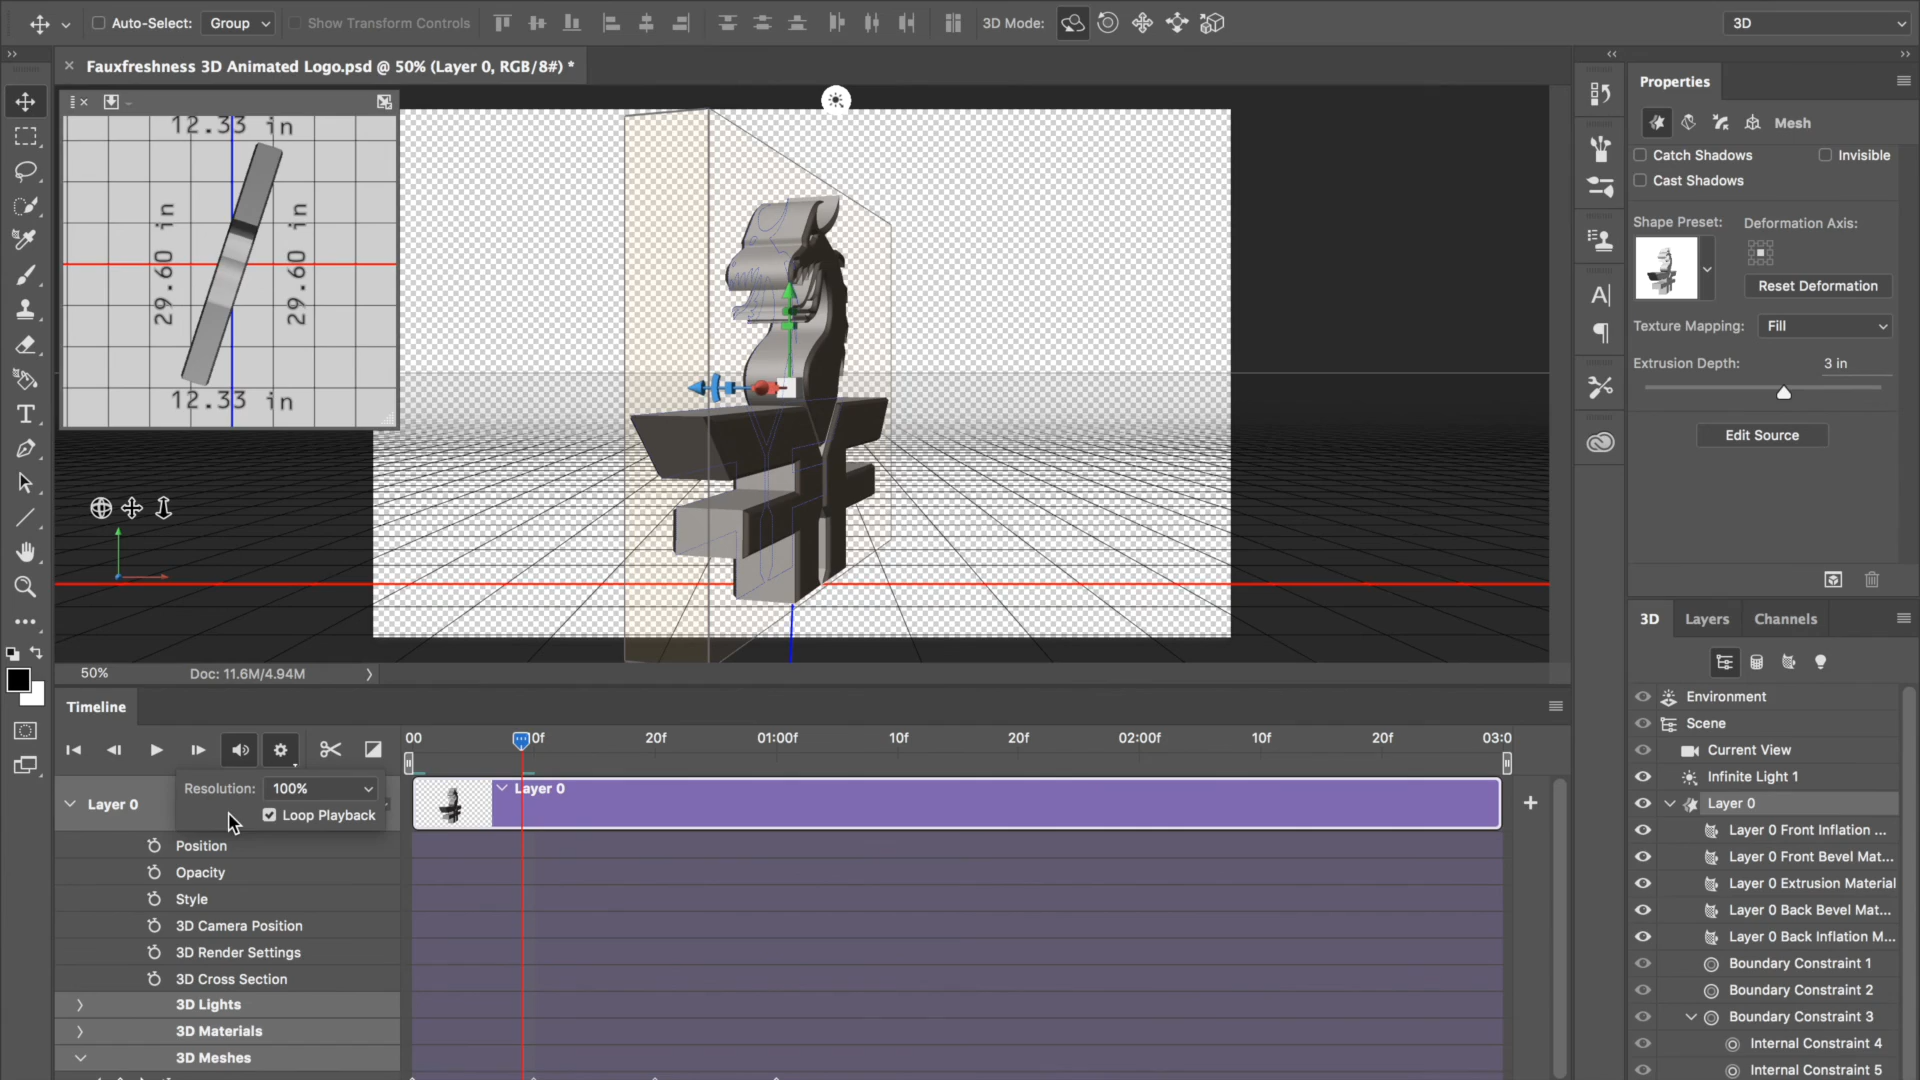 Auto-Select: Group Show Transform Controls 3D Mode: 3D
Fauxfreshness 3D Animated Logo.psd @ 50% (Layer 0, RGB/8#) *
12.33 in
29.60 in
29.60 in
12.33 in
50% Doc: 11.6M/4.94M
Properties
Mesh
Catch Shadows Invisible
Cast Shadows
Shape Preset: Deformation Axis:
Reset Deformation
Texture Mapping: Fill
Extrusion Depth: 3 in
Edit Source
3D Layers Channels
Environment
Scene
Current View
Infinite Light 1
Layer 0
Layer 0 Front Inflation ...
Layer 0 Front Bevel Mat...
Layer 0 Extrusion Material
Layer 0 Back Bevel Mat...
Layer 0 Back Inflation M...
Boundary Constraint 1
Boundary Constraint 2
Boundary Constraint 3
Internal Constraint 4
Internal Constraint 5
Timeline
00 0f 20f 01:00f 10f 20f 02:00f 10f 20f 03:0
Resolution: 100%
Loop Playback
Layer 0
Layer 0
Position
Opacity
Style
3D Camera Position
3D Render Settings
3D Cross Section
3D Lights
3D Materials
3D Meshes